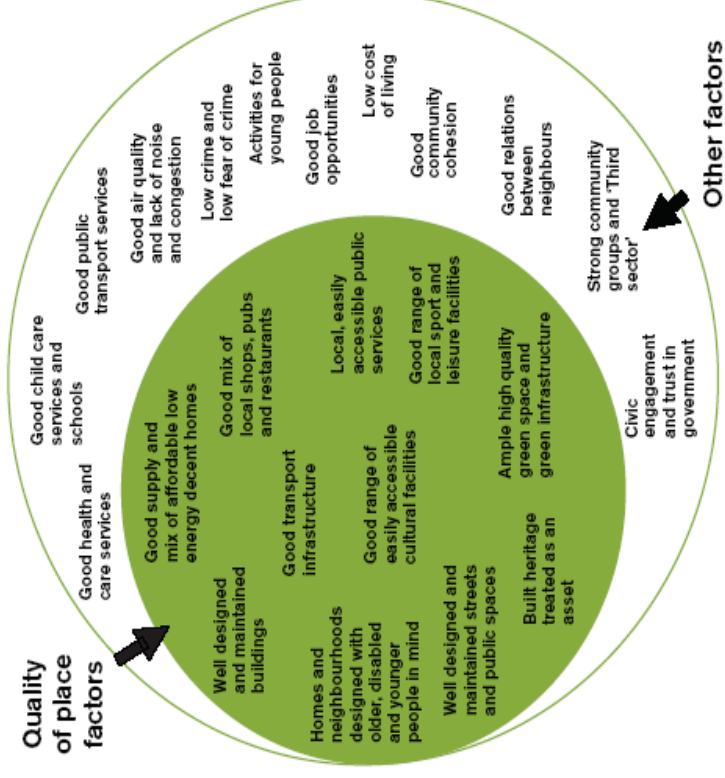 Quality
of place
factors
Good health and
care services
Good child care
services and
schools
Good public
transport services
Good air quality
and lack of noise
and congestion
Low crime and
low fear of crime
Activities for
young people
Good job
opportunities
Low cost
of living
Good
community
cohesion
Good relations
between
neighbours
Strong community
groups and 'Third
sector'
Civic
engagement
and trust in
government
Other factors
Good supply and
mix of affordable low
energy decent homes
Well designed
and maintained
buildings
Good mix of
local shops, pubs
and restaurants
Good transport
infrastructure
Local, easily
accessible public
services
Homes and
neighbourhoods
designed with
older, disabled
and younger
people in mind
Good range of
easily accessible
cultural facilities
Good range of
local sport and
leisure facilities
Well designed and
maintained streets
and public spaces
Ample high quality
green space and
green infrastructure
Built heritage
treated as an
asset